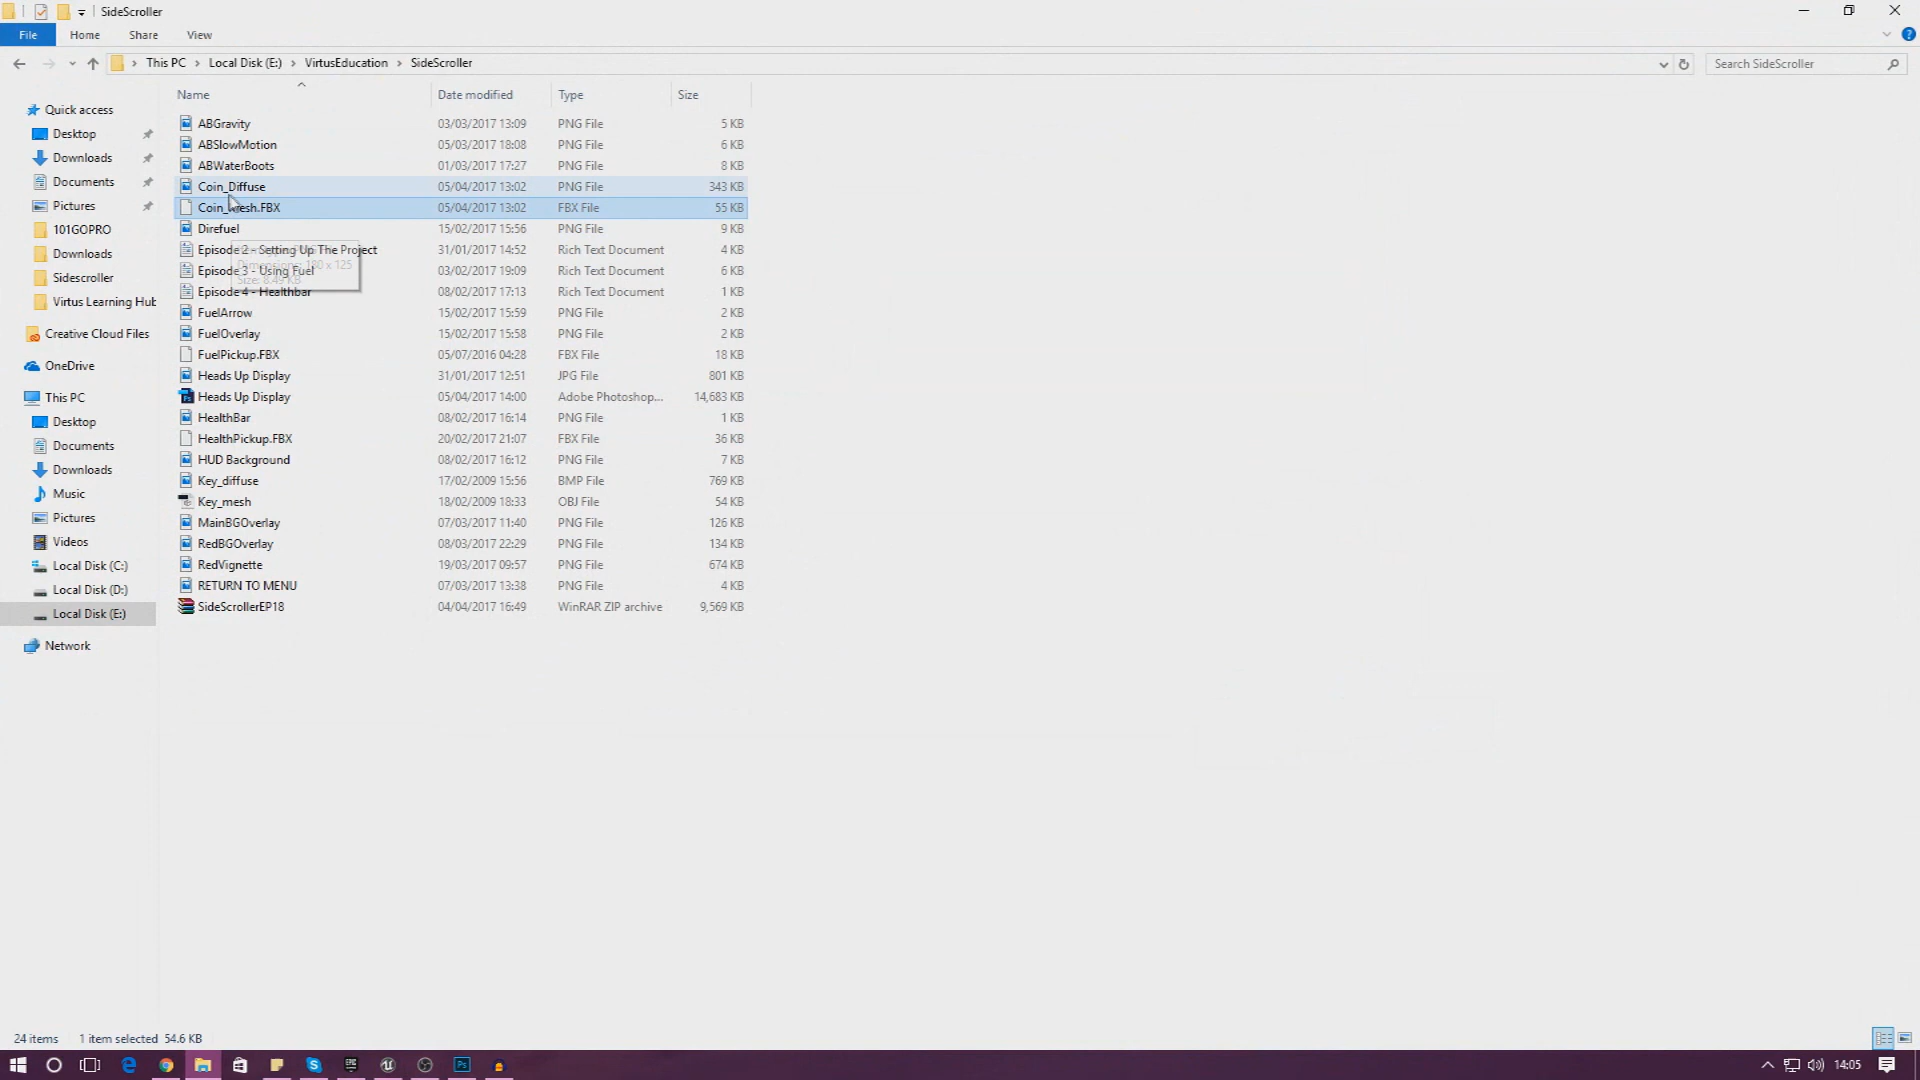 SideScroller
File Home Share View
This PC Local Disk (E:) VirtusEducation SideScroller
Search SideScroller
Name Date modified Type Size
Quick access
Desktop
Downloads
Documents
Pictures
101GOPRO
Downloads
Sidescroller
Virtus Learning Hub
Creative Cloud Files
OneDrive
This PC
Desktop
Documents
Downloads
Music
Pictures
Videos
Local Disk (C:)
Local Disk (D:)
Local Disk (E:)
Network
ABGravity 03/03/2017 13:09 PNG File 5 KB
ABSlowMotion 05/03/2017 18:08 PNG File 6 KB
ABWaterBoots 01/03/2017 17:27 PNG File 8 KB
Coin_Diffuse 05/04/2017 13:02 PNG File 343 KB
Coin_Mesh.FBX 05/04/2017 13:02 FBX File 55 KB
Direfuel 15/02/2017 15:56 PNG File 9 KB
Episode 2 - Setting Up The Project 31/01/2017 14:52 Rich Text Document 4 KB
Dimensions: 180 x 125
Episode 3 - Using Fuel 03/02/2017 19:09 Rich Text Document 6 KB
Size: 8.49 KB
Episode 4 - Healthbar 08/02/2017 17:13 Rich Text Document 1 KB
FuelArrow 15/02/2017 15:59 PNG File 2 KB
FuelOverlay 15/02/2017 15:58 PNG File 2 KB
FuelPickup.FBX 05/07/2016 04:28 FBX File 18 KB
Heads Up Display 31/01/2017 12:51 JPG File 801 KB
Heads Up Display 05/04/2017 14:00 Adobe Photoshop... 14,683 KB
HealthBar 08/02/2017 16:14 PNG File 1 KB
HealthPickup.FBX 20/02/2017 21:07 FBX File 36 KB
HUD Background 08/02/2017 16:12 PNG File 7 KB
Key_diffuse 17/02/2009 15:56 BMP File 769 KB
Key_mesh 18/02/2009 18:33 OBJ File 54 KB
MainBGOverlay 07/03/2017 11:40 PNG File 126 KB
RedBGOverlay 08/03/2017 22:29 PNG File 134 KB
RedVignette 19/03/2017 09:57 PNG File 674 KB
RETURN TO MENU 07/03/2017 13:38 PNG File 4 KB
SideScrollerEP18 04/04/2017 16:49 WinRAR ZIP archive 9,569 KB
24 items 1 item selected 54.6 KB
14:05